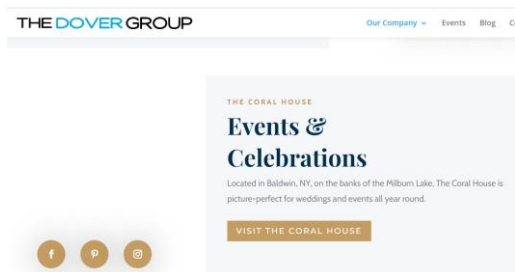 THE DOVER GROUP
Our Company Events Blog
THE CORAL HOUSE
Events &
Celebrations
Located in Baldwin, NY, on the banks of the Milburn Lake, The Coral House is
picture-perfect for weddings and events all year round.
VISIT THE CORAL HOUSE